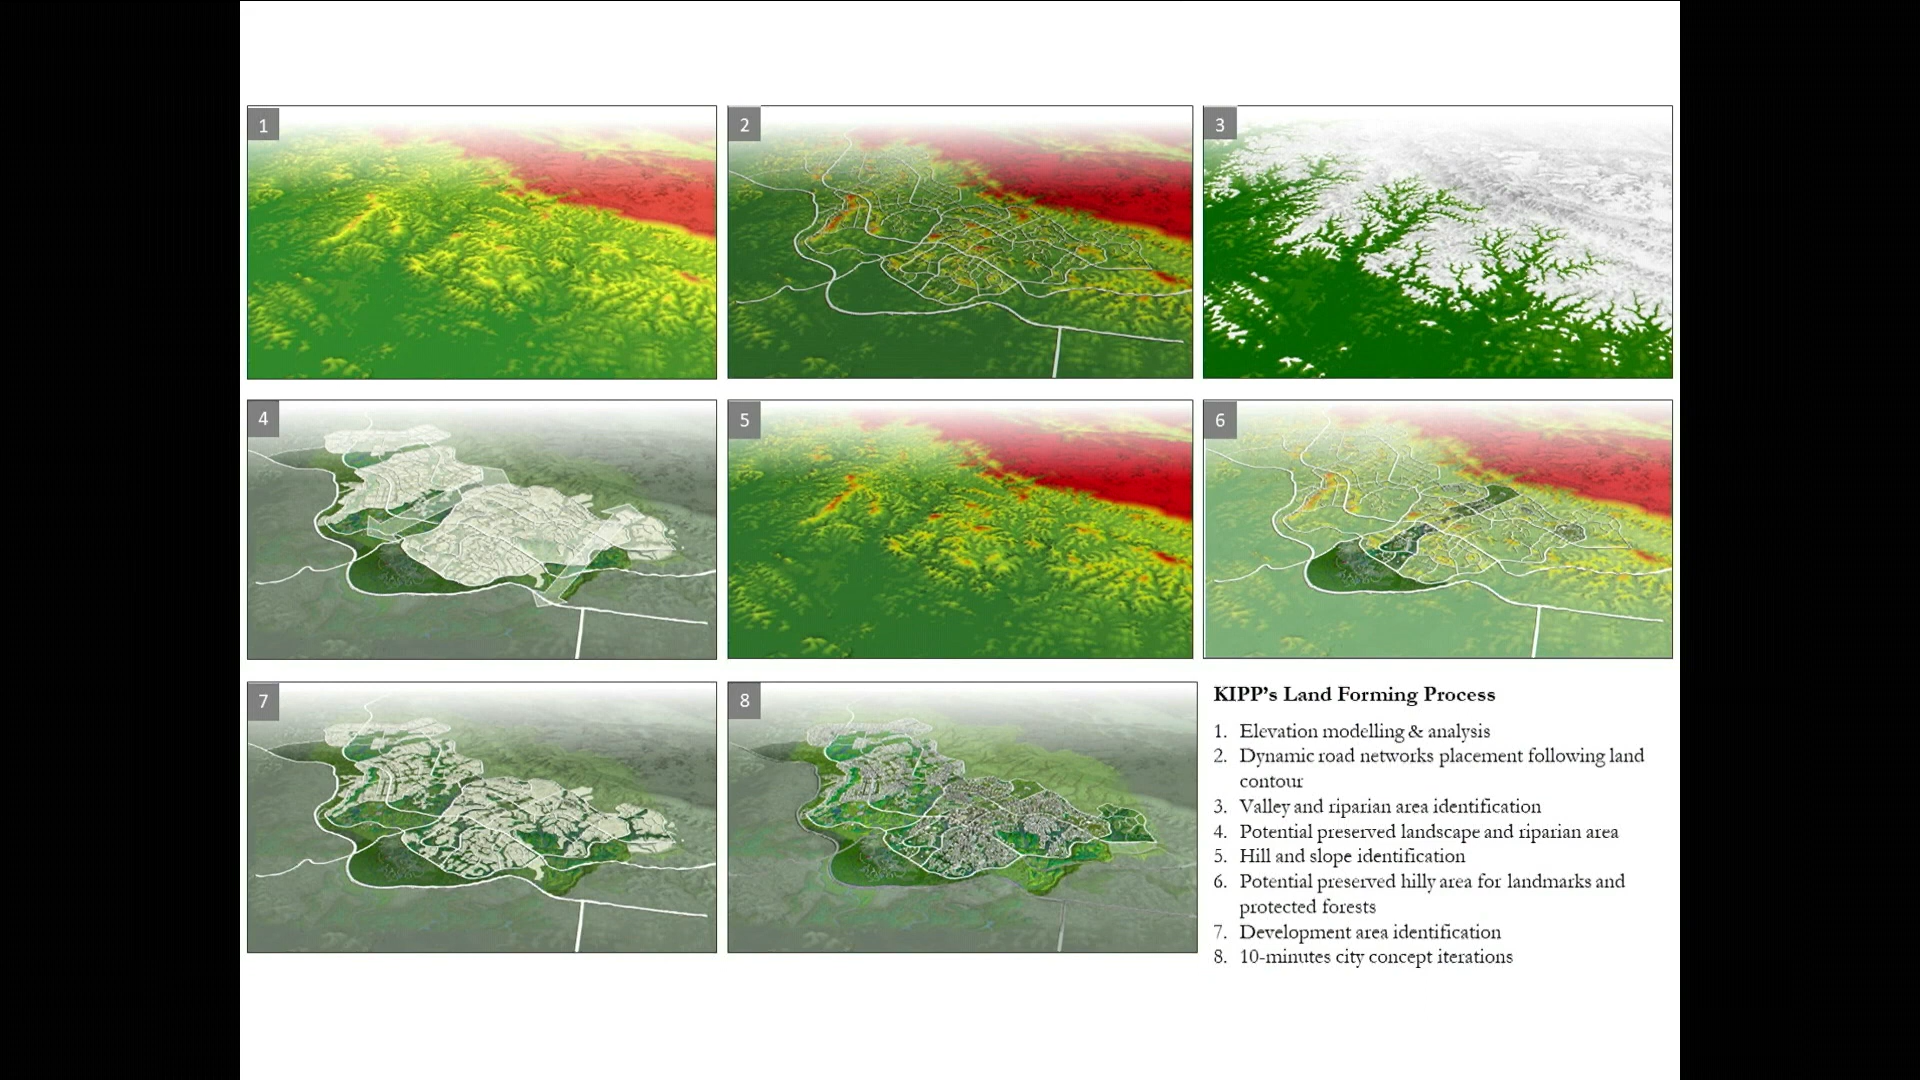 1
2
3
4
5
6
7
8
KIPP's Land Forming Process
1. Elevation modelling & analysis
2. Dynamic road networks placement following land
contour
3. Valley and riparian area identification
4. Potential preserved landscape and riparian area
5. Hill and slope identification
6. Potential preserved hilly area for landmarks and
protected forests
7. Development area identification
8. 10-minutes city concept iterations